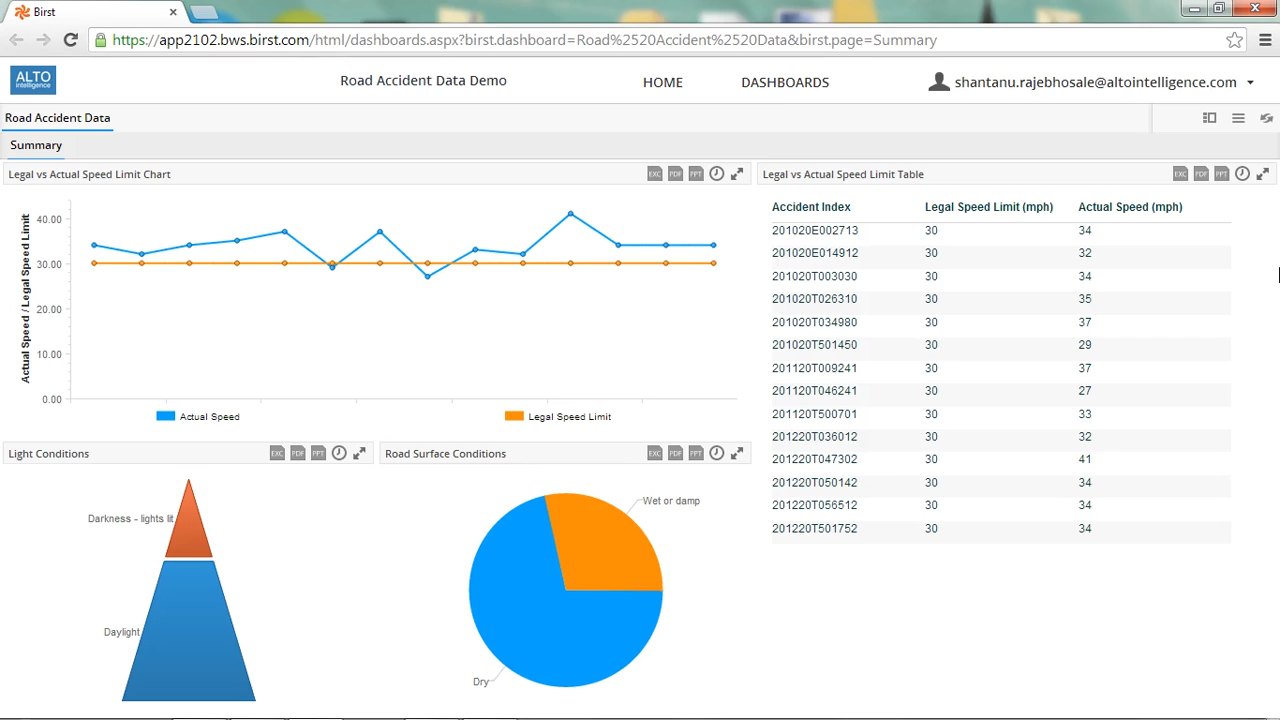 Birst
https://app2102.bws.birst.com/html/dashboards.aspx?birst.dashboard=Road%2520Accident%2520Data&birst.page=Summary
ALTO
intelligence
Road Accident Data Demo
HOME
DASHBOARDS
shantanu.rajebhosale@altointelligence.com
Road Accident Data
Summary
Legal vs Actual Speed Limit Chart
EXC PDF PPT
Actual Speed / Legal Speed Limit
40.00
30.00
20.00
10.00
0.00
Actual Speed
Legal Speed Limit
Legal vs Actual Speed Limit Table
EXC PDF PPT
Accident Index Legal Speed Limit (mph) Actual Speed (mph)
201020E002713 30 34
201020E014912 30 32
201020T003030 30 34
201020T026310 30 35
201020T034980 30 37
201020T501450 30 29
201120T009241 30 37
201120T046241 30 27
201120T500701 30 33
201220T036012 30 32
201220T047302 30 41
201220T050142 30 34
201220T056512 30 34
201220T501752 30 34
Light Conditions
EXC PDF PPT
Darkness - lights lit
Daylight
Road Surface Conditions
EXC PDF PPT
Wet or damp
Dry